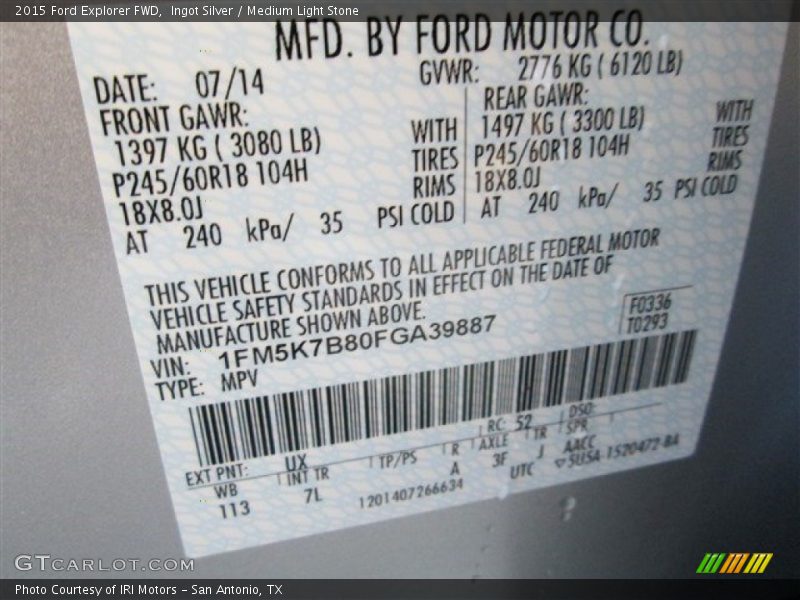 2015 Ford Explorer FWD,  Ingot Silver / Medium Light Stone
MFD. BY FORD MOTOR CO.
DATE: 07/14 GVWR: 2776 KG ( 6120 LB)
FRONT GAWR: REAR GAWR:
1397 KG ( 3080 LB) WITH 1497 KG ( 3300 LB) WITH
P245/60R18 104H TIRES P245/60R18 104H TIRES
18X8.0J RIMS 18X8.0J RIMS
AT 240 kPa/ 35 PSI COLD AT 240 kPa/ 35 PSI COLD
THIS VEHICLE CONFORMS TO ALL APPLICABLE FEDERAL MOTOR
VEHICLE SAFETY STANDARDS IN EFFECT ON THE DATE OF
MANUFACTURE SHOWN ABOVE.
F0336
T0293
VIN: 1FM5K7B80FGA39887
TYPE: MPV
EXT PNT: UX RC: 52 DSO:
WB INT TR TP/PS R AXLE TR SPR
113 7L A 3F J AACC
1201407266634 UTC 5U5A-1520472-BA
GTCARLOT.COM
Photo Courtesy of IRI Motors – San Antonio, TX